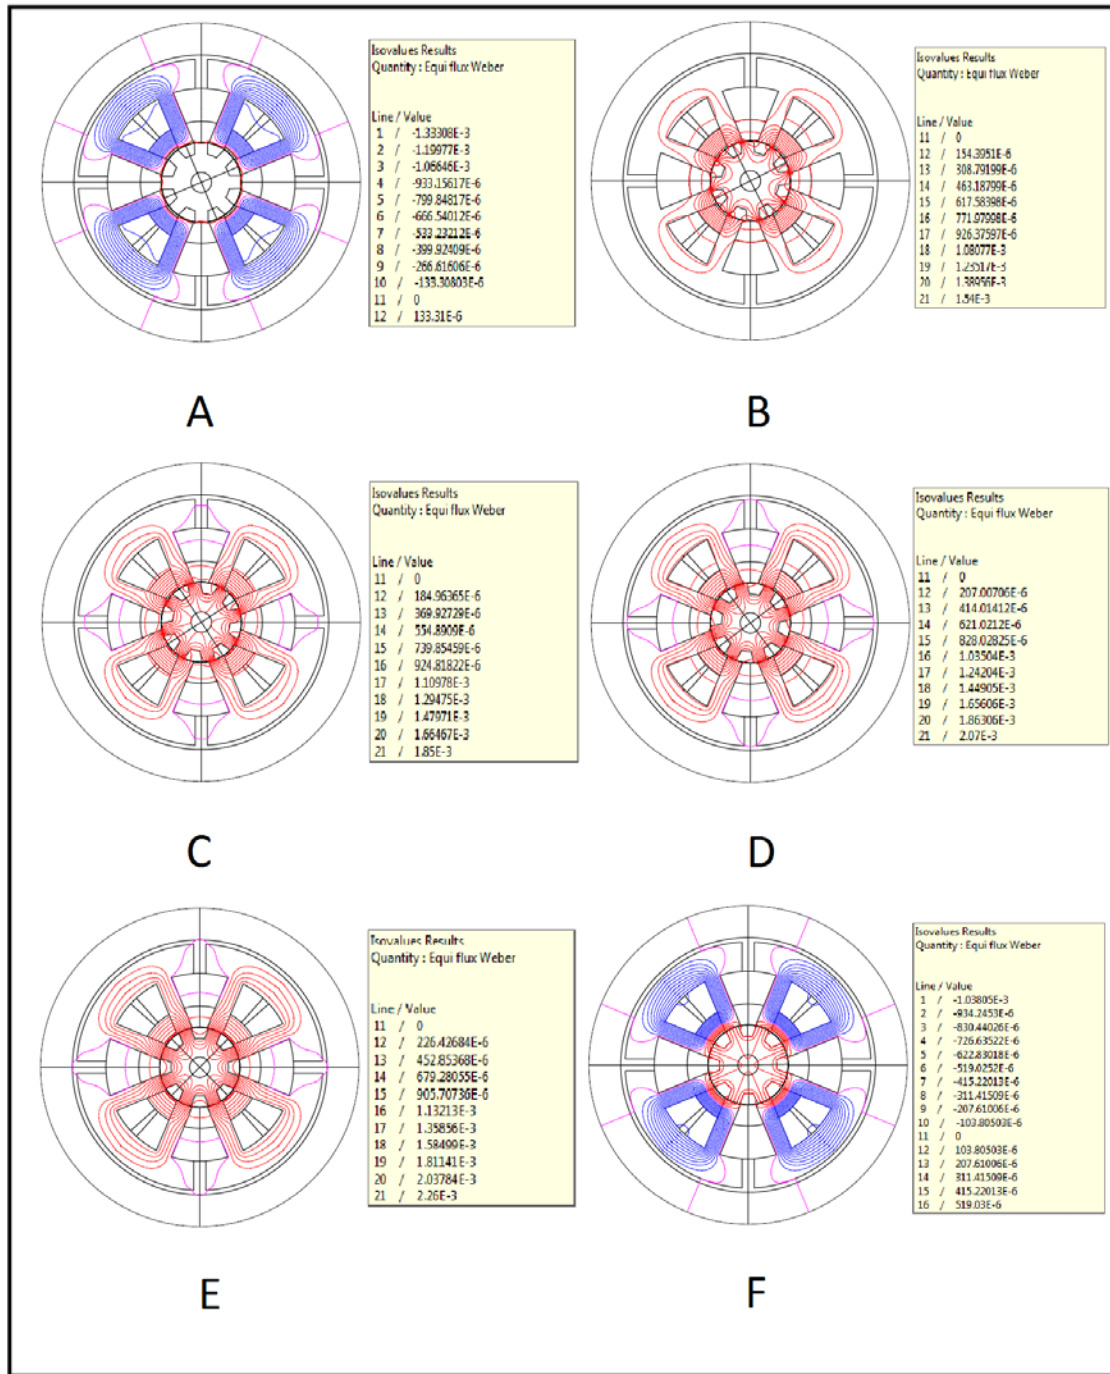 Isovalues Results
Quantity : Equi flux Weber
Line / Value
1 / -1.33308E-3
2 / -1.19977E-3
3 / -1.06646E-3
4 / -933.15617E-6
5 / -799.84817E-6
6 / -666.54012E-6
7 / -533.23212E-6
8 / -399.92409E-6
9 / -266.61606E-6
10 / -133.30803E-6
11 / 0
12 / 133.31E-6
A
Isovalues Results
Quantity : Equi flux Weber
Line / Value
11 / 0
12 / 154.3951E-6
13 / 308.79199E-6
14 / 463.18799E-6
15 / 617.58398E-6
16 / 771.97998E-6
17 / 926.37597E-6
18 / 1.08077E-3
19 / 1.23517E-3
20 / 1.38956E-3
21 / 1.54E-3
B
Isovalues Results
Quantity : Equi flux Weber
Line / Value
11 / 0
12 / 184.96365E-6
13 / 369.92729E-6
14 / 554.8909E-6
15 / 739.85459E-6
16 / 924.81822E-6
17 / 1.10978E-3
18 / 1.29475E-3
19 / 1.47971E-3
20 / 1.66467E-3
21 / 1.85E-3
C
Isovalues Results
Quantity : Equi flux Weber
Line / Value
11 / 0
12 / 207.00706E-6
13 / 414.01412E-6
14 / 621.0212E-6
15 / 828.02825E-6
16 / 1.03504E-3
17 / 1.24204E-3
18 / 1.44905E-3
19 / 1.65606E-3
20 / 1.86306E-3
21 / 2.07E-3
D
Isovalues Results
Quantity : Equi flux Weber
Line / Value
11 / 0
12 / 226.42684E-6
13 / 452.85368E-6
14 / 679.28055E-6
15 / 905.70736E-6
16 / 1.13213E-3
17 / 1.35856E-3
18 / 1.58499E-3
19 / 1.81141E-3
20 / 2.03784E-3
21 / 2.26E-3
E
Isovalues Results
Quantity : Equi flux Weber
Line / Value
1 / -1.03805E-3
2 / -934.2453E-6
3 / -830.44026E-6
4 / -726.63522E-6
5 / -622.83018E-6
6 / -519.0252E-6
7 / -415.22013E-6
8 / -311.41509E-6
9 / -207.61006E-6
10 / -103.80503E-6
11 / 0
12 / 103.80503E-6
13 / 207.61006E-6
14 / 311.41509E-6
15 / 415.22013E-6
16 / 519.03E-6
F